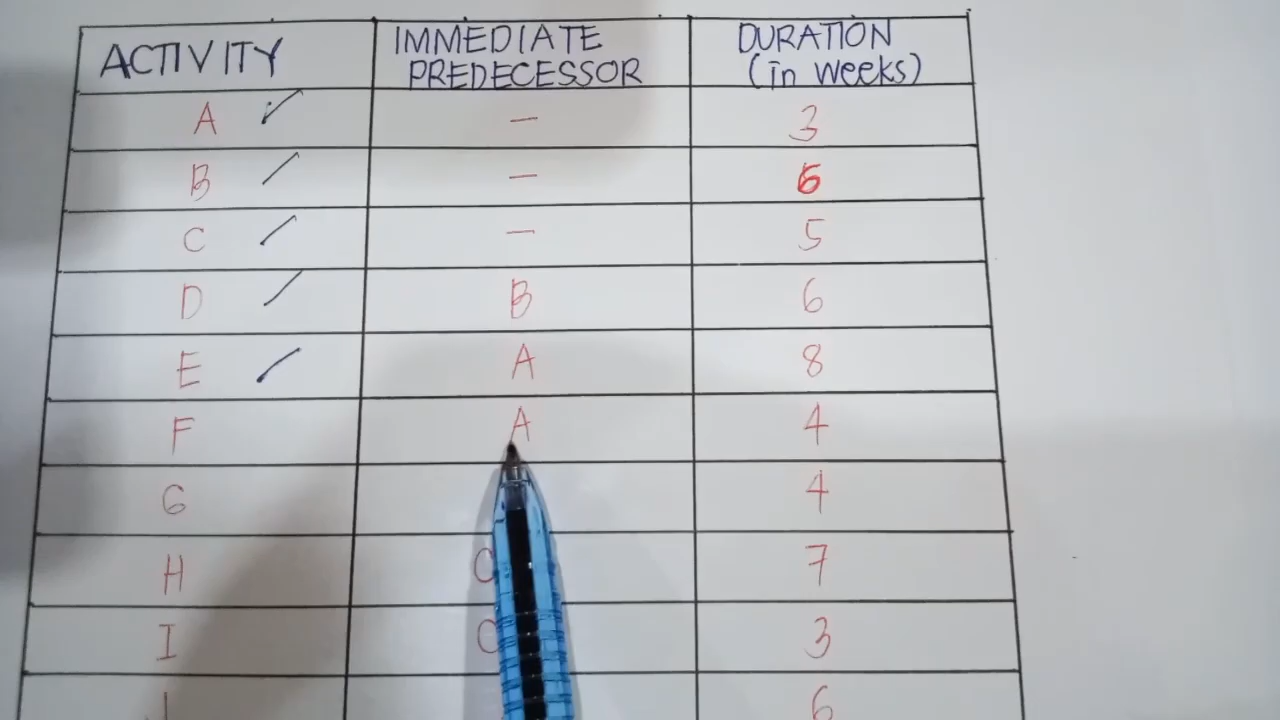 ACTIVITY IMMEDIATE PREDECESSOR DURATION (in weeks)
A – 3
B – 6
C – 5
D B 6
E A 8
F A 4
G 4
H 7
I 3
6